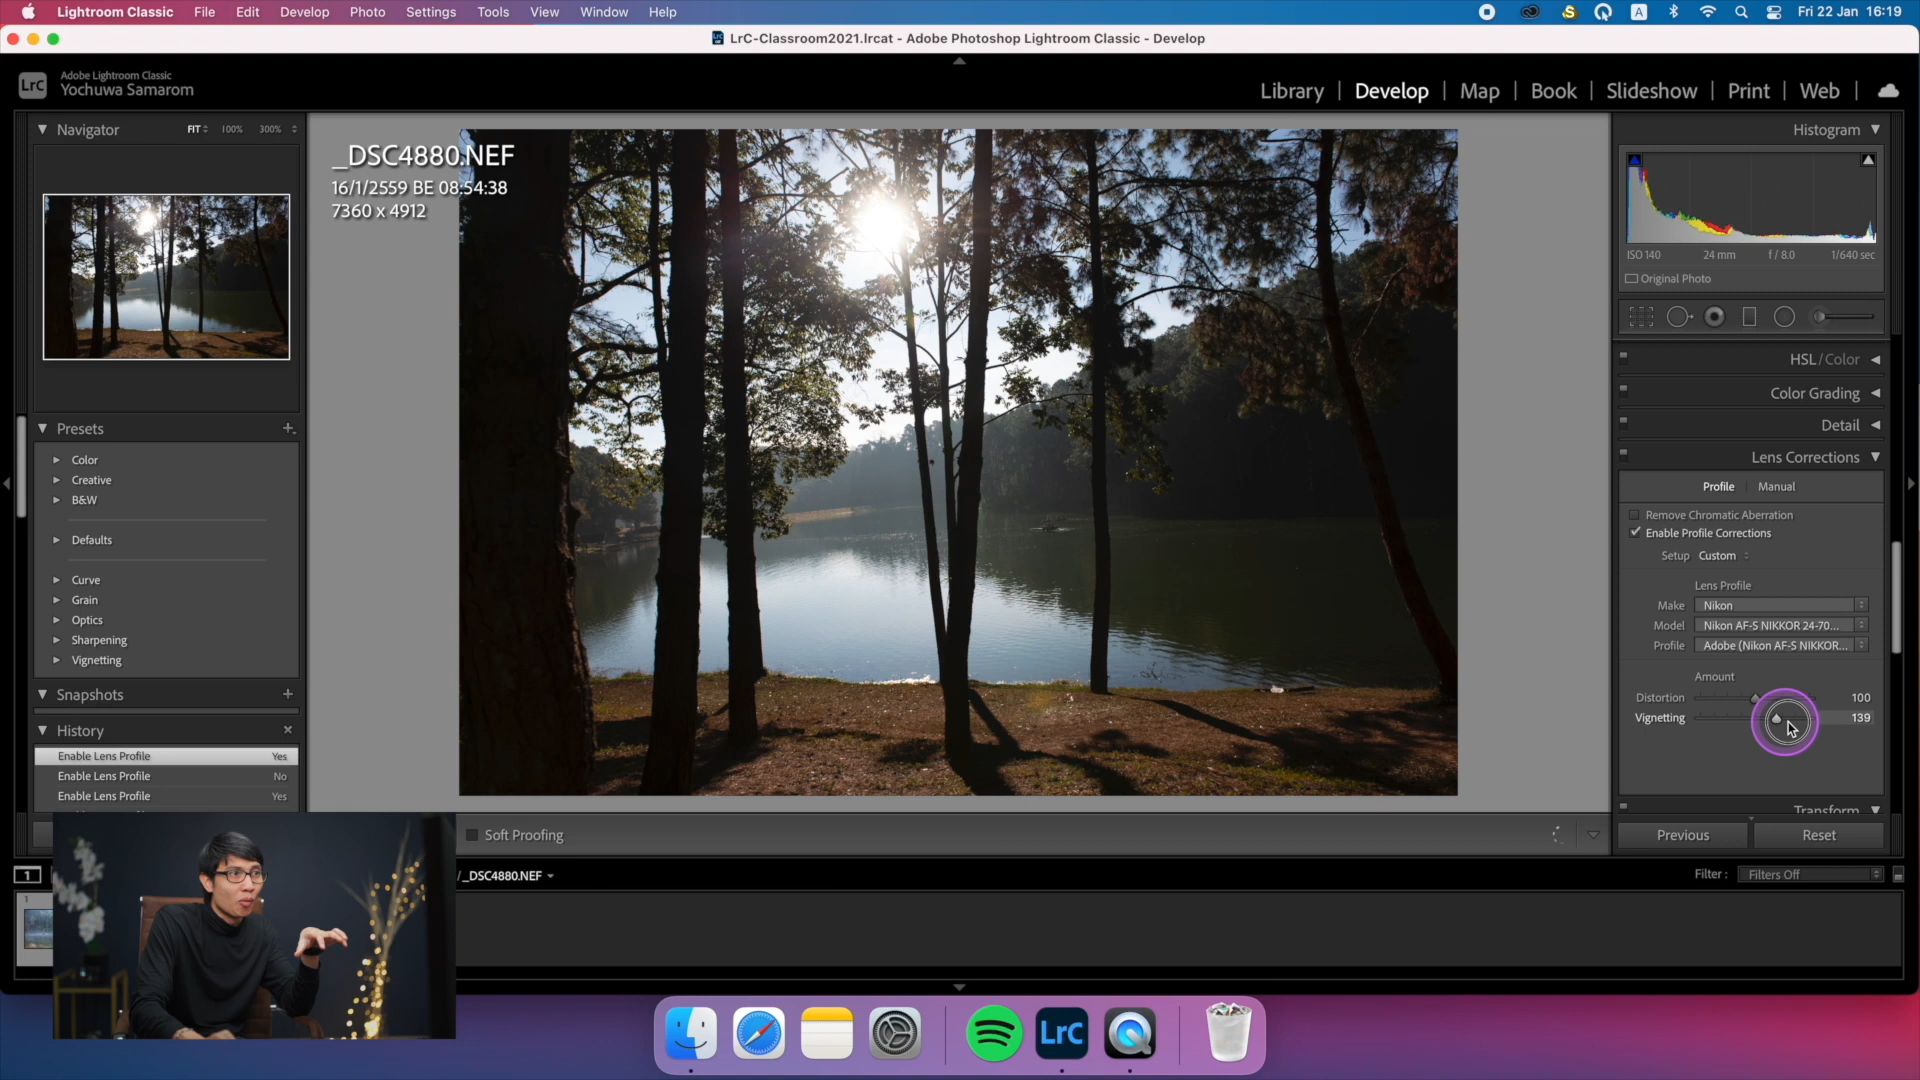 Lightroom Classic File Edit Develop Photo Settings Tools View Window Help
A Fri 22 Jan 16:19
LrC-Classroom2021.lrcat - Adobe Photoshop Lightroom Classic - Develop
LrC
Adobe Lightroom Classic
Yochuwa Samarom
Library | Develop | Map | Book | Slideshow | Print | Web |
Navigator FIT 100% 300%
_DSC4880.NEF
16/1/2559 BE 08:54:38
7360 x 4912
Presets
Color
Creative
B&W
Defaults
Curve
Grain
Optics
Sharpening
Vignetting
Snapshots
History
Enable Lens Profile Yes
Enable Lens Profile No
Enable Lens Profile Yes
Histogram
ISO 140 24 mm f / 8.0 1/640 sec
Original Photo
HSL / Color
Color Grading
Detail
Lens Corrections
Profile Manual
Remove Chromatic Aberration
Enable Profile Corrections
Setup Custom
Lens Profile
Make Nikon
Model Nikon AF-S NIKKOR 24-70...
Profile Adobe (Nikon AF-S NIKKOR...
Amount
Distortion 100
Vignetting 139
Transform
Previous Reset
Soft Proofing
1
/_DSC4880.NEF
Filter : Filters Off
1
LrC